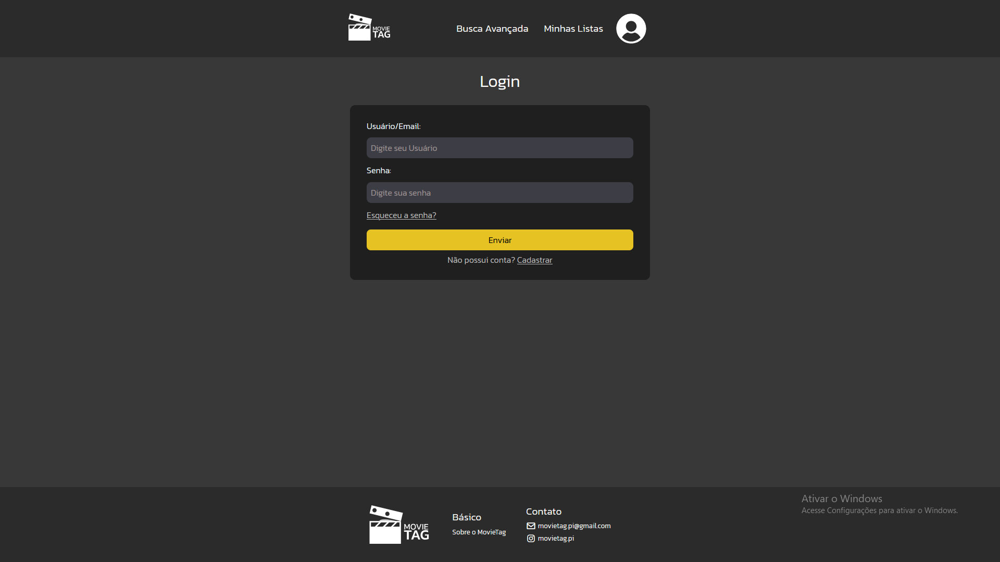 MOVIE
TAG
Busca Avançada
Minhas Listas
Login
Usuário/Email:
Digite seu Usuário
Senha:
Digite sua senha
Esqueceu a senha?
Enviar
Não possui conta? Cadastrar
MOVIE
TAG
Básico
Sobre o MovieTag
Contato
movietag.pi@gmail.com
movietag.pi
Ativar o Windows
Acesse Configurações para ativar o Windows.